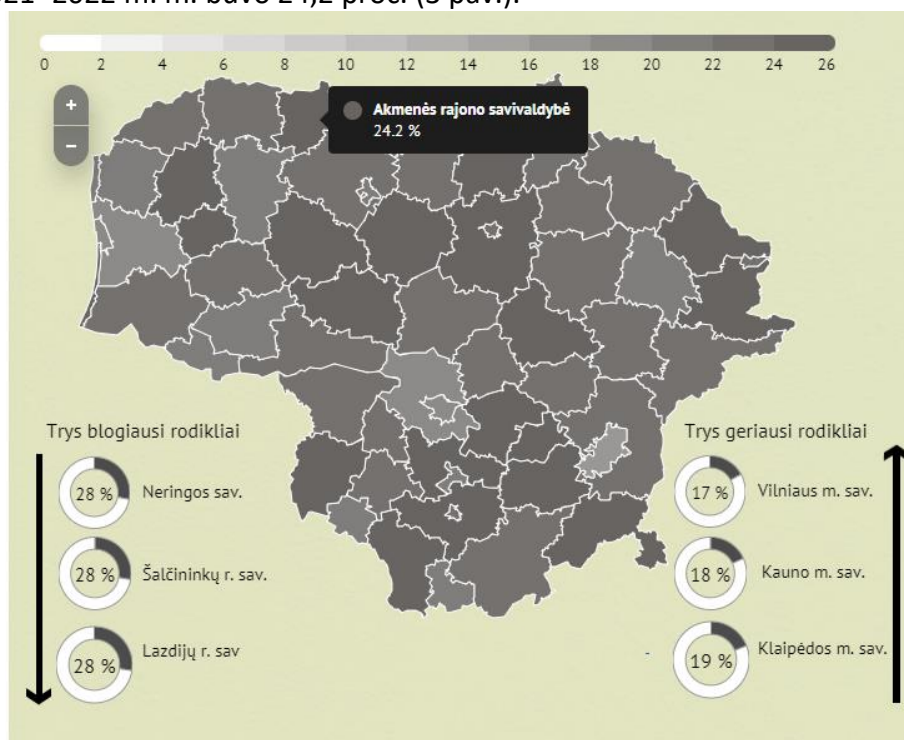 2021–2022 m. m. buvo 24,2 proc. (3 pav.).
0 2 4 6 8 10 12 14 16 18 20 22 24 26
+
−
Akmenės rajono savivaldybė
24.2 %
Trys blogiausi rodikliai
28 % Neringos sav.
28 % Šalčininkų r. sav.
28 % Lazdijų r. sav
Trys geriausi rodikliai
17 % Vilniaus m. sav.
18 % Kauno m. sav.
19 % Klaipėdos m. sav.